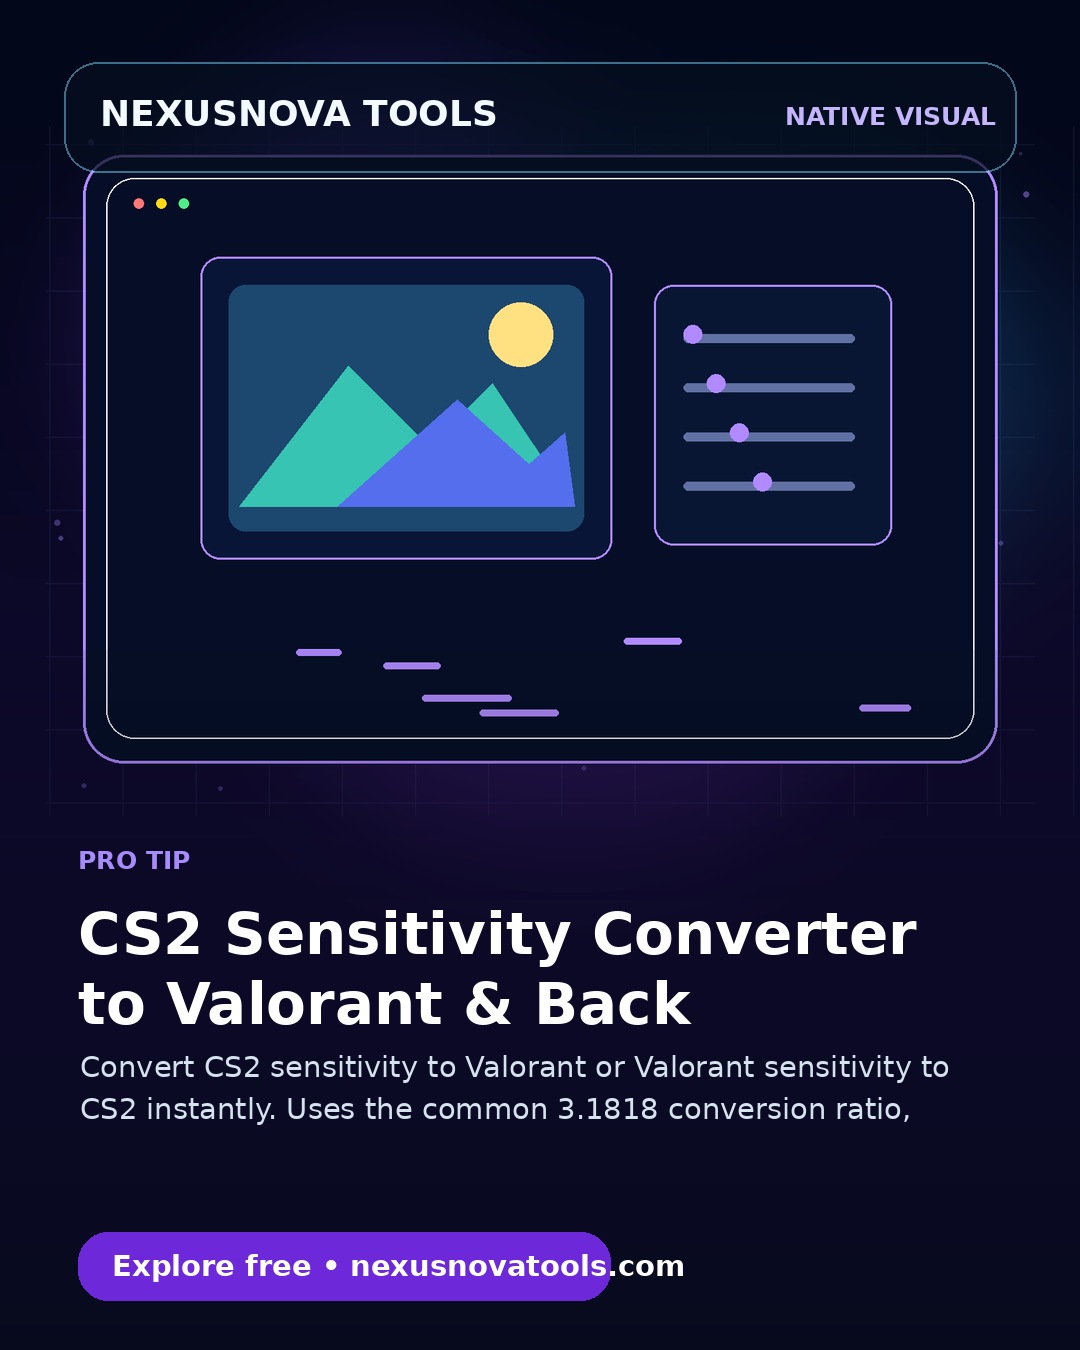 NEXUSNOVA TOOLS
NATIVE VISUAL
PRO TIP
CS2 Sensitivity Converter
to Valorant & Back
Convert CS2 sensitivity to Valorant or Valorant sensitivity to
CS2 instantly. Uses the common 3.1818 conversion ratio,
Explore free • nexusnovatools.com